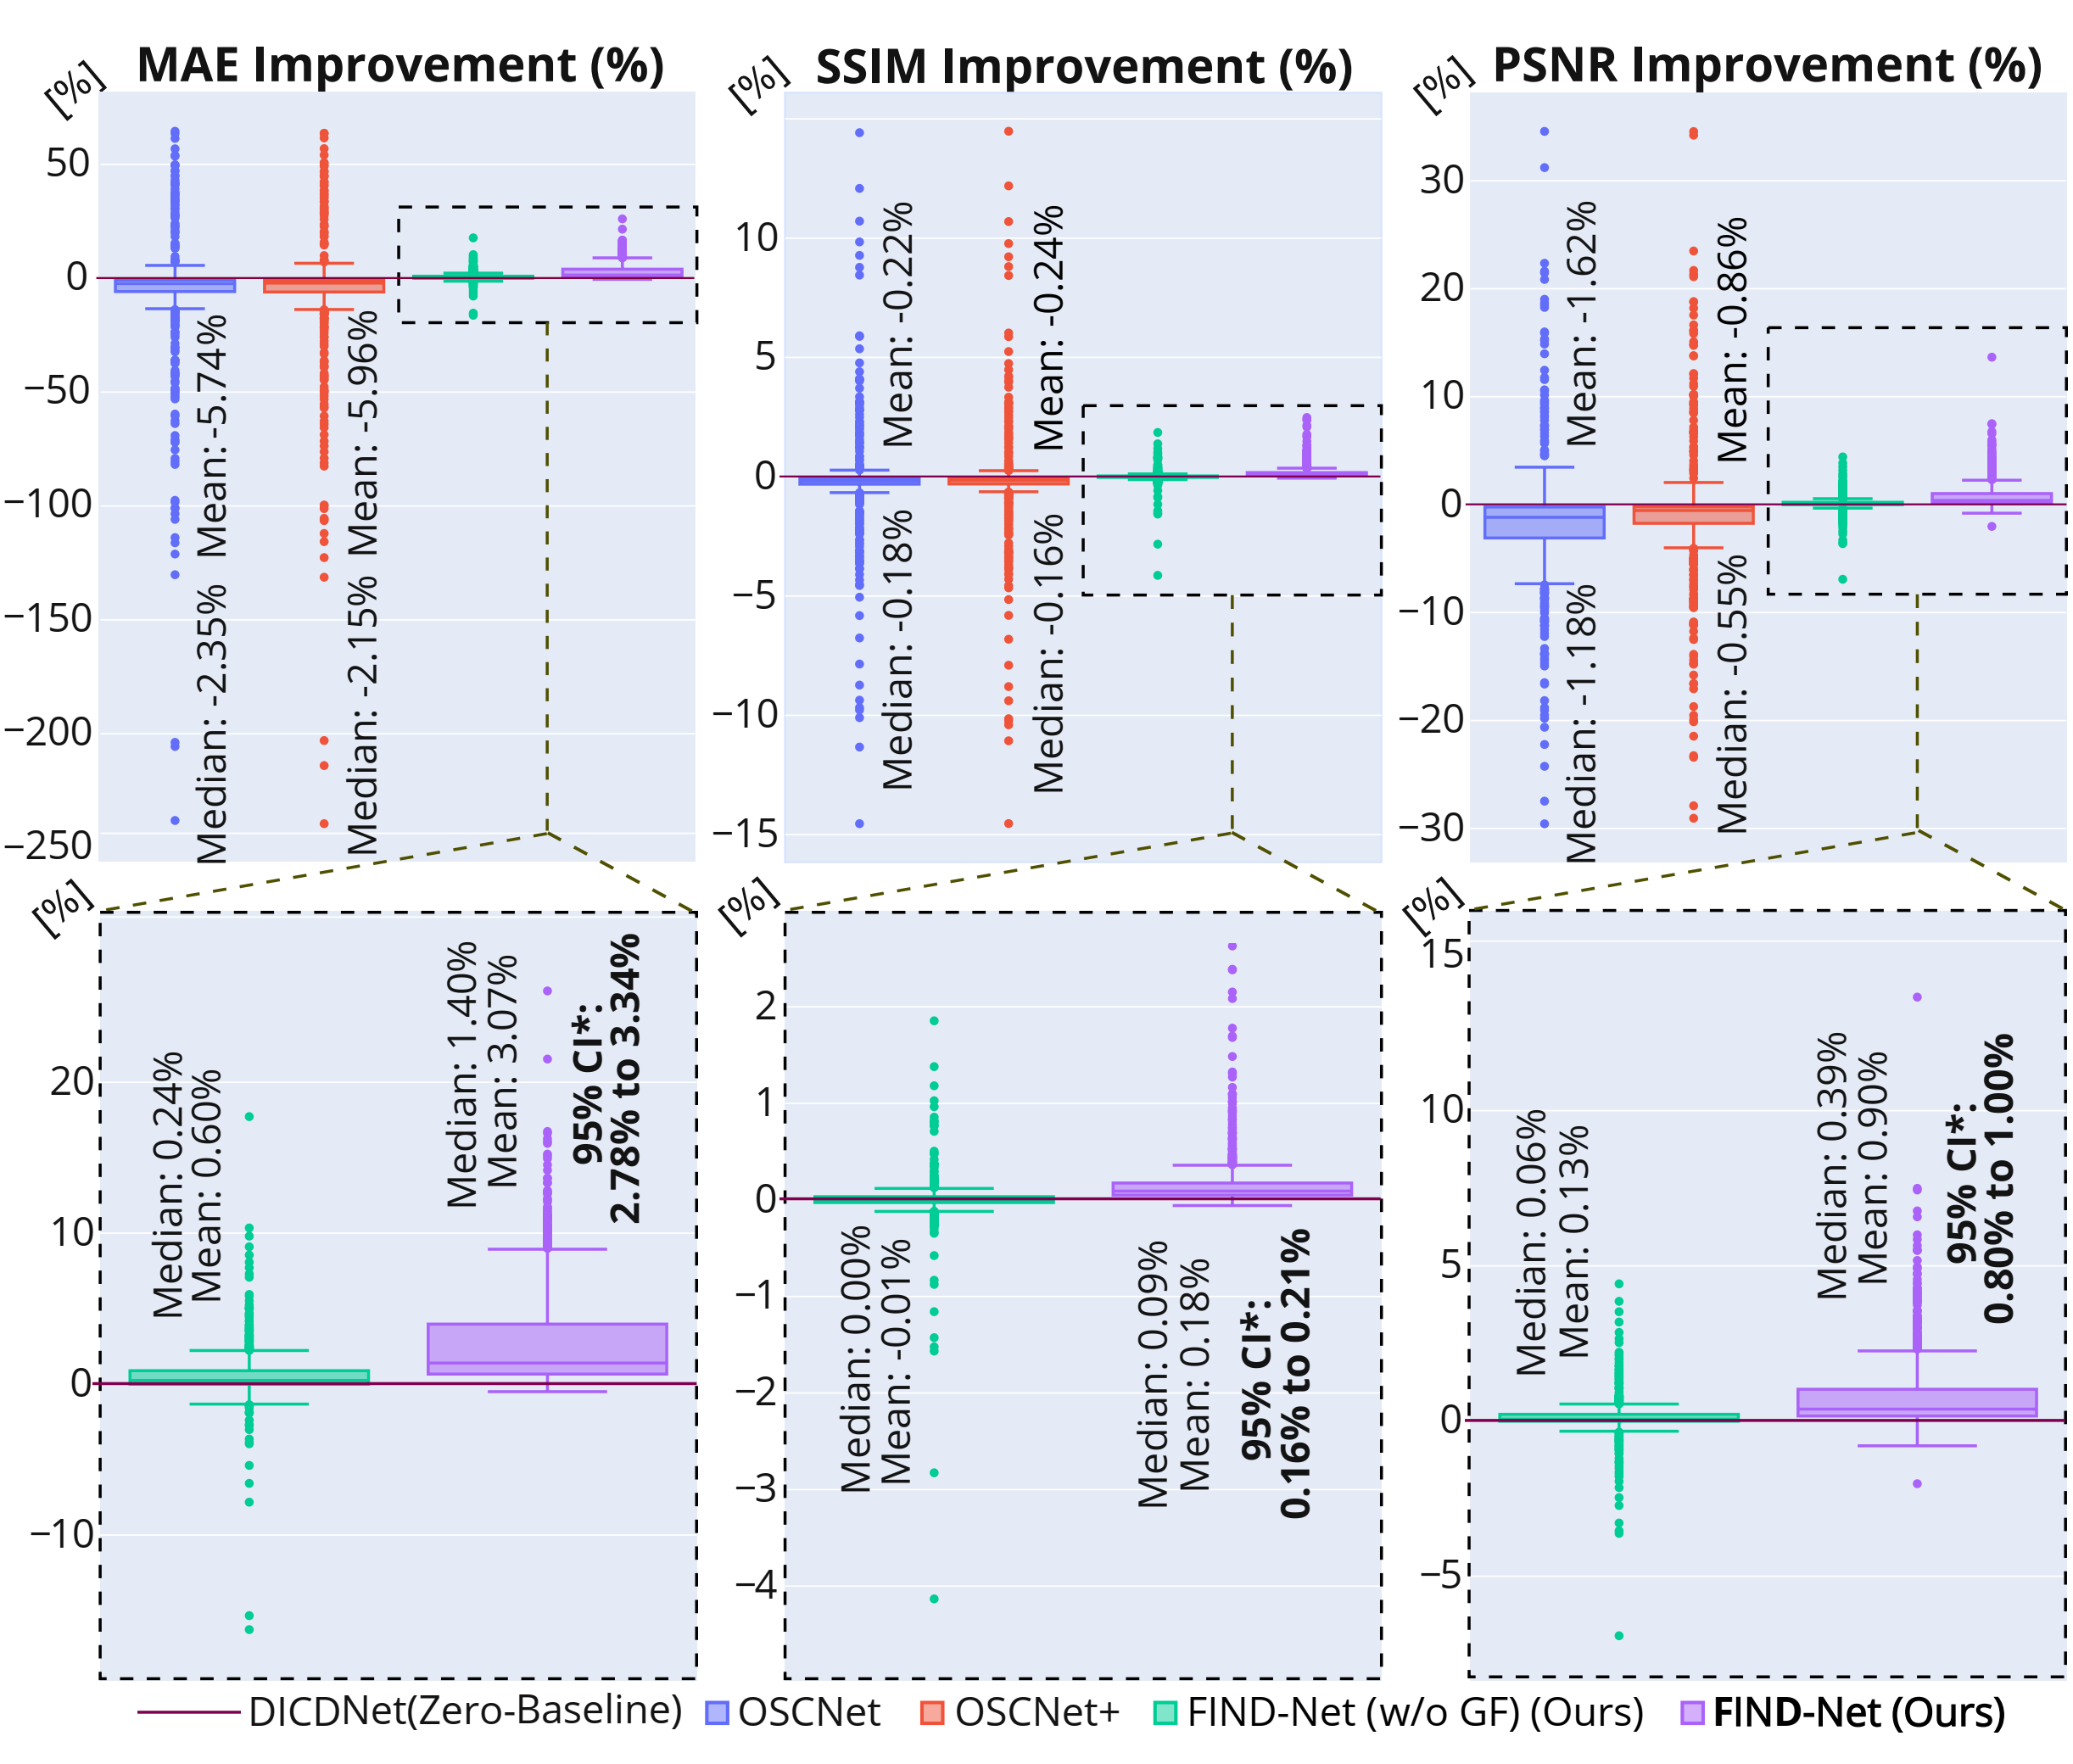 MAE Improvement (%)
[%]
50
0
−50
−100
−150
−200
−250
Median: -2.35% Mean: -5.74%
Median: -2.15% Mean: -5.96%
SSIM Improvement (%)
[%]
10
5
0
−5
−10
−15
Median: -0.18% Mean: -0.22%
Median: -0.16% Mean: -0.24%
PSNR Improvement (%)
[%]
30
20
10
0
−10
−20
−30
Median: -1.18% Mean: -1.62%
Median: -0.55% Mean: -0.86%
[%]
20
10
0
−10
Median: 0.24%
Mean: 0.60%
Median: 1.40%
Mean: 3.07%
95% CI*:
2.78% to 3.34%
[%]
2
1
0
−1
−2
−3
−4
Median: 0.00%
Mean: -0.01%
Median: 0.09%
Mean: 0.18%
95% CI*:
0.16% to 0.21%
[%]
15
10
5
0
−5
Median: 0.06%
Mean: 0.13%
Median: 0.39%
Mean: 0.90%
95% CI*:
0.80% to 1.00%
DICDNet(Zero-Baseline) OSCNet OSCNet+ FIND-Net (w/o GF) (Ours) FIND-Net (Ours)